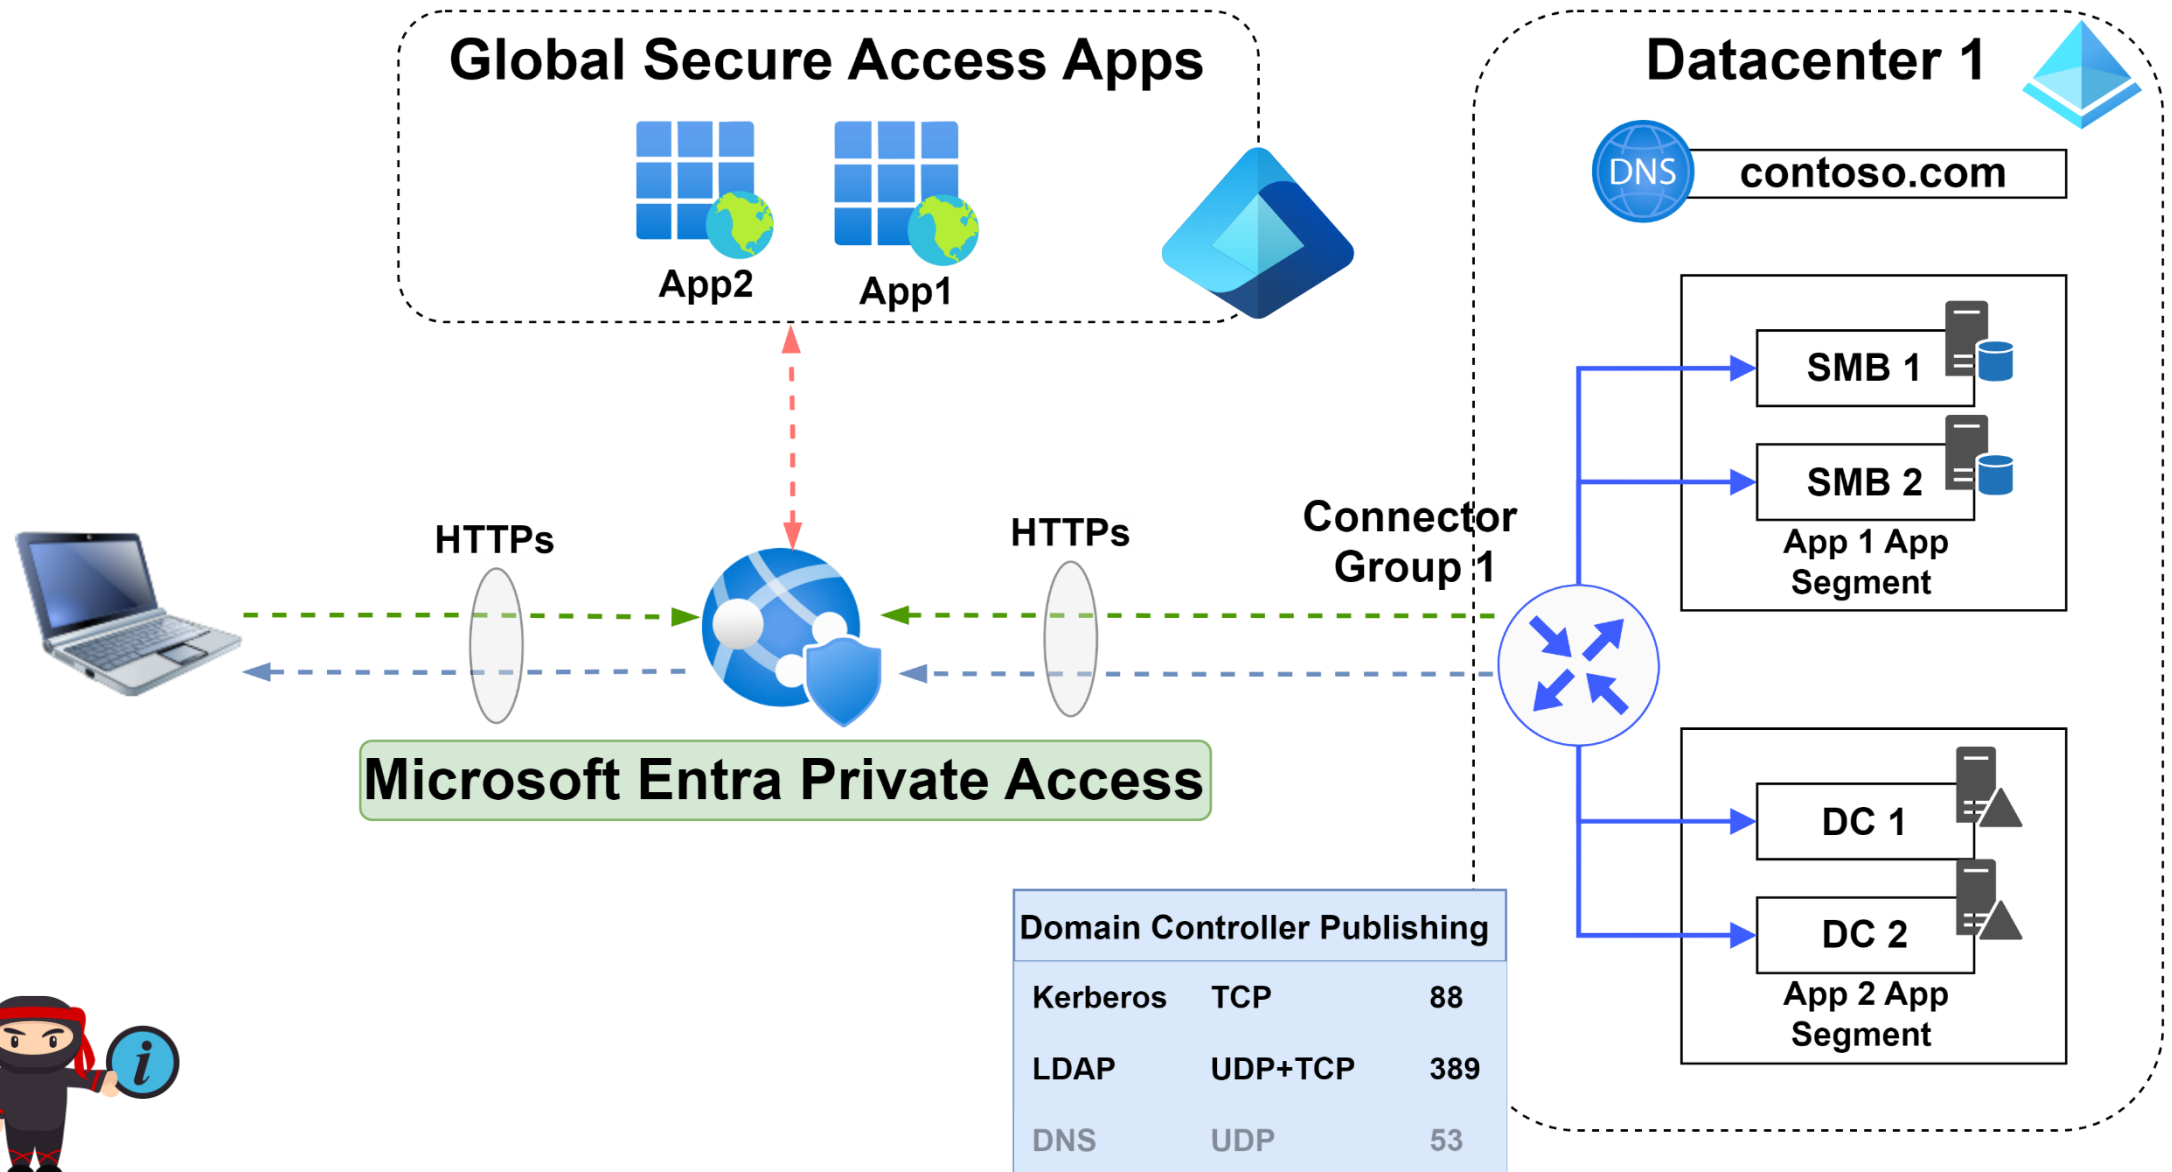 Global Secure Access Apps
App2
App1
Datacenter 1
DNS
contoso.com
SMB 1
SMB 2
App 1 App
Segment
HTTPs
HTTPs
Connector
Group 1
Microsoft Entra Private Access
DC 1
DC 2
App 2 App
Segment
Domain Controller Publishing
Kerberos TCP 88
LDAP UDP+TCP 389
DNS UDP 53
i